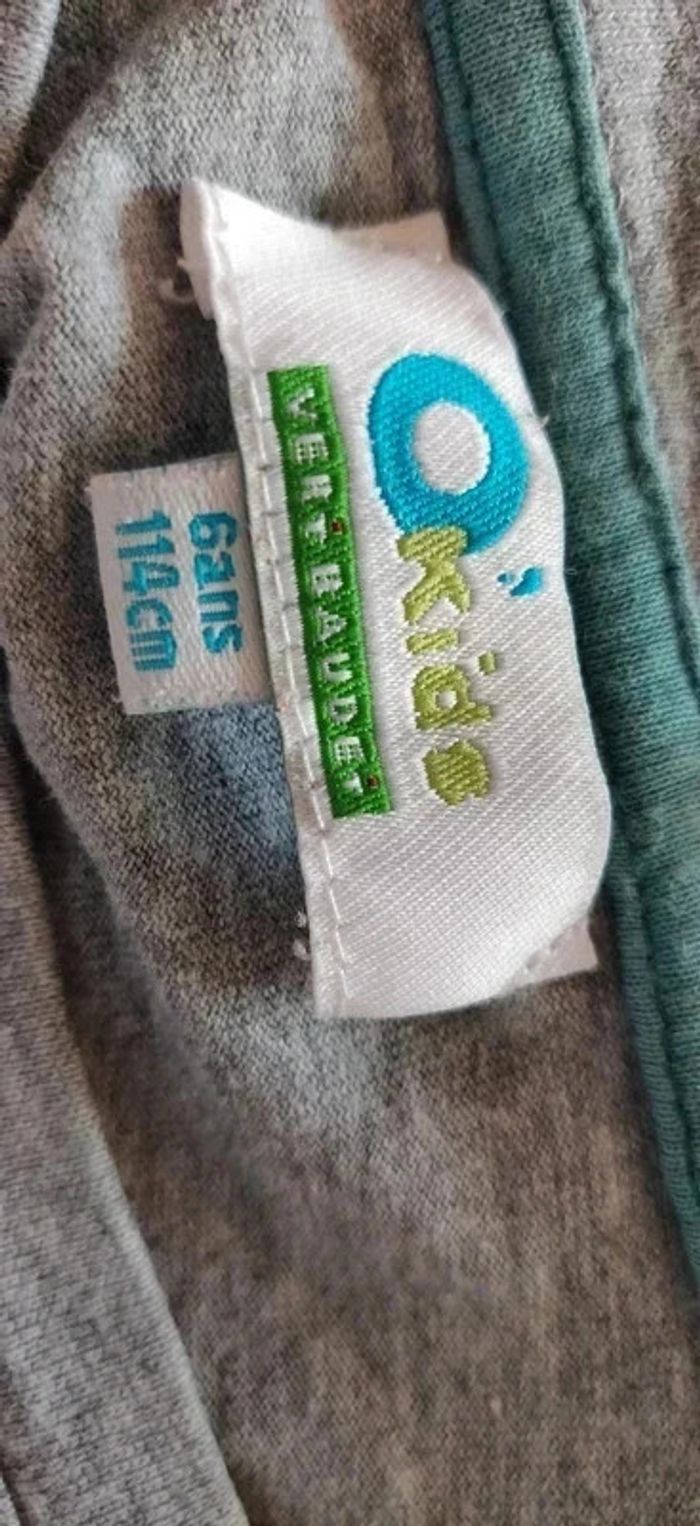 O'Kids
VERTBAUDET
6ans
114cm